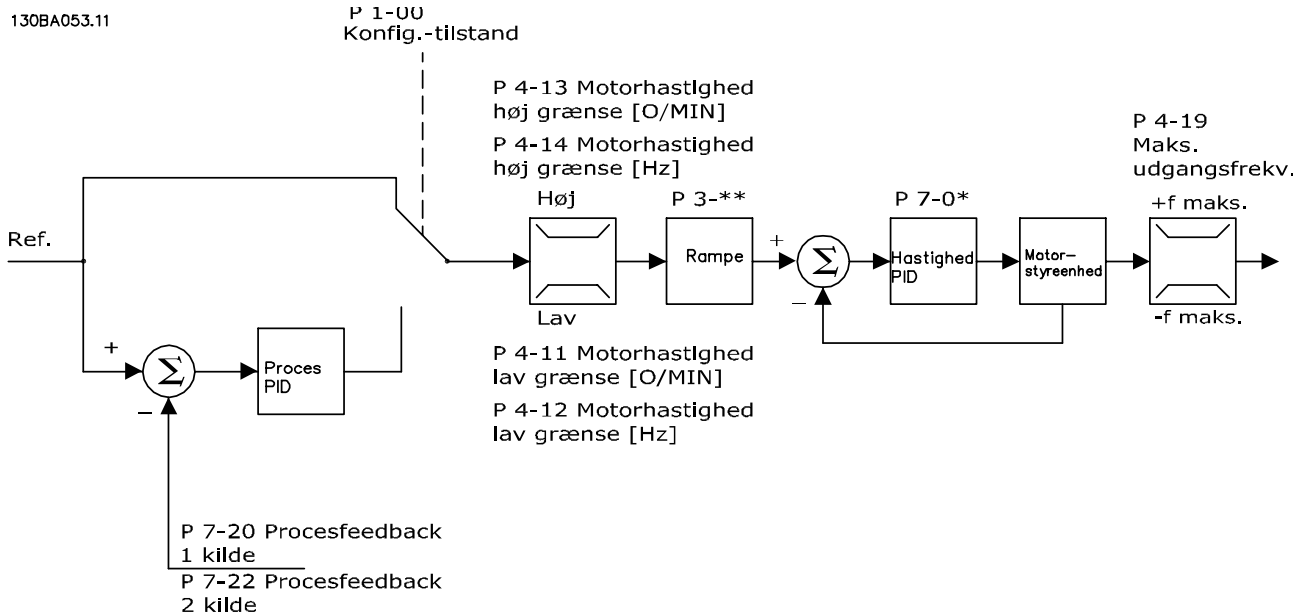 130BA053.11
P 1-00
Konfig.-tilstand
P 4-13 Motorhastighed
høj grænse [O/MIN]
P 4-14 Motorhastighed
høj grænse [Hz]
P 4-19
Maks.
udgangsfrekv.
Høj
P 3-**
P 7-0*
+f maks.
Ref.
+
Σ
−
Rampe
Hastighed
PID
Motor-
styreenhed
Lav
-f maks.
+
Σ
−
Proces
PID
P 4-11 Motorhastighed
lav grænse [O/MIN]
P 4-12 Motorhastighed
lav grænse [Hz]
P 7-20 Procesfeedback
1 kilde
P 7-22 Procesfeedback
2 kilde